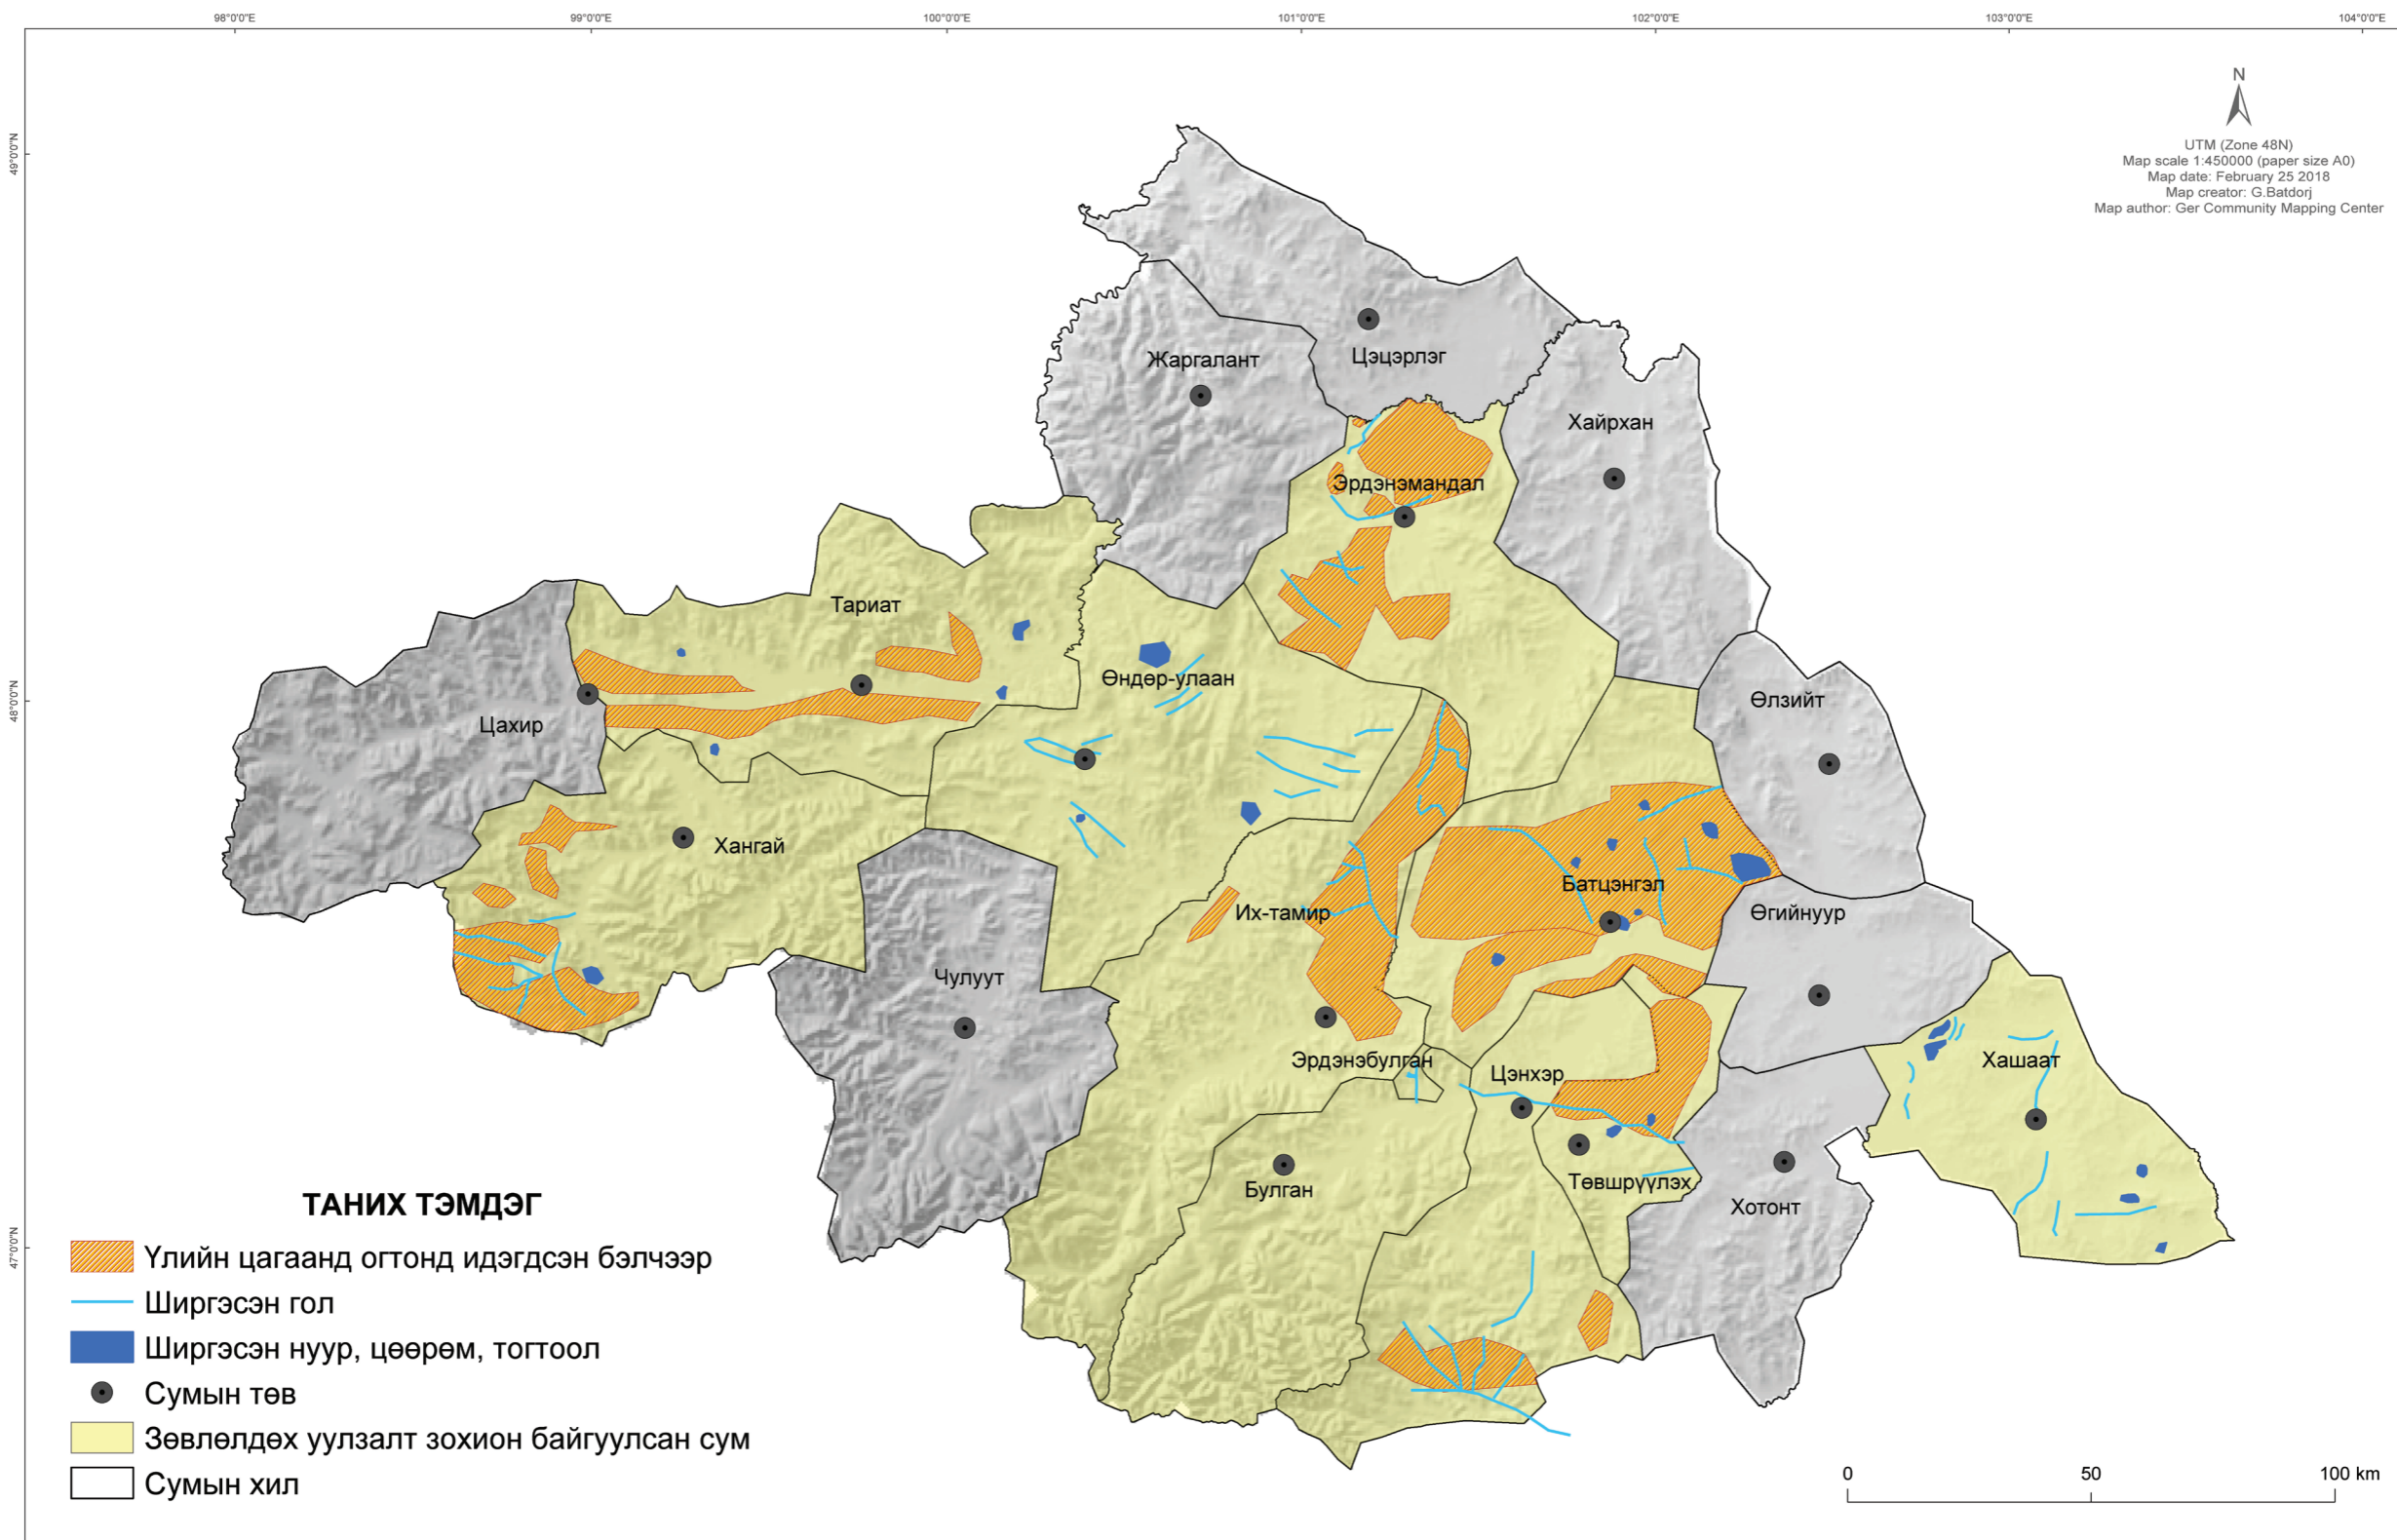 98°0'0"E 99°0'0"E 100°0'0"E 101°0'0"E 102°0'0"E 103°0'0"E 104°0'0"E
N
UTM (Zone 48N)
Map scale 1:450000 (paper size A0)
Map date: February 25 2018
Map creator: G.Batdorj
Map author: Ger Community Mapping Center
49°0'0"N
48°0'0"N
47°0'0"N
Жаргалант
Цэцэрлэг
Хайрхан
Эрдэнэмандал
Тариат
Өндөр-улаан
Өлзийт
Цахир
Хангай
Батцэнгэл
Их-тамир
Өгийнуур
Чулуут
Эрдэнэбулган
Цэнхэр
Хашаат
Булган
Төвшрүүлэх
Хотонт
ТАНИХ ТЭМДЭГ
Үлийн цагаанд огтонд идэгдсэн бэлчээр
Ширгэсэн гол
Ширгэсэн нуур, цөөрөм, тогтоол
Сумын төв
Зөвлөлдөх уулзалт зохион байгуулсан сум
Сумын хил
0 50 100 km